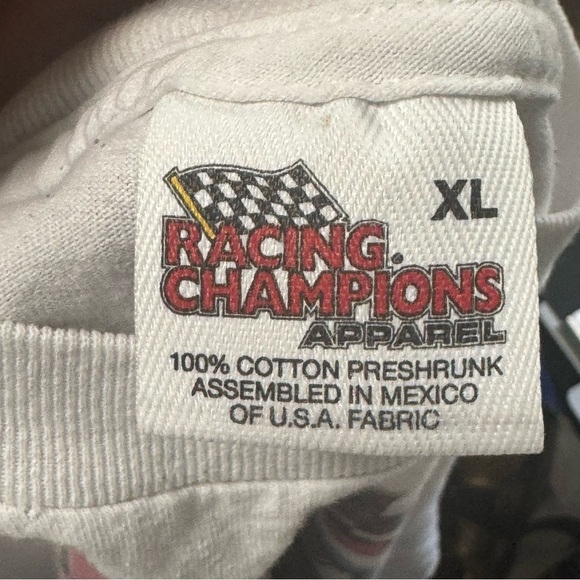 XL
RACING
CHAMPIONS
APPAREL
100% COTTON PRESHRUNK
ASSEMBLED IN MEXICO
OF U.S.A. FABRIC